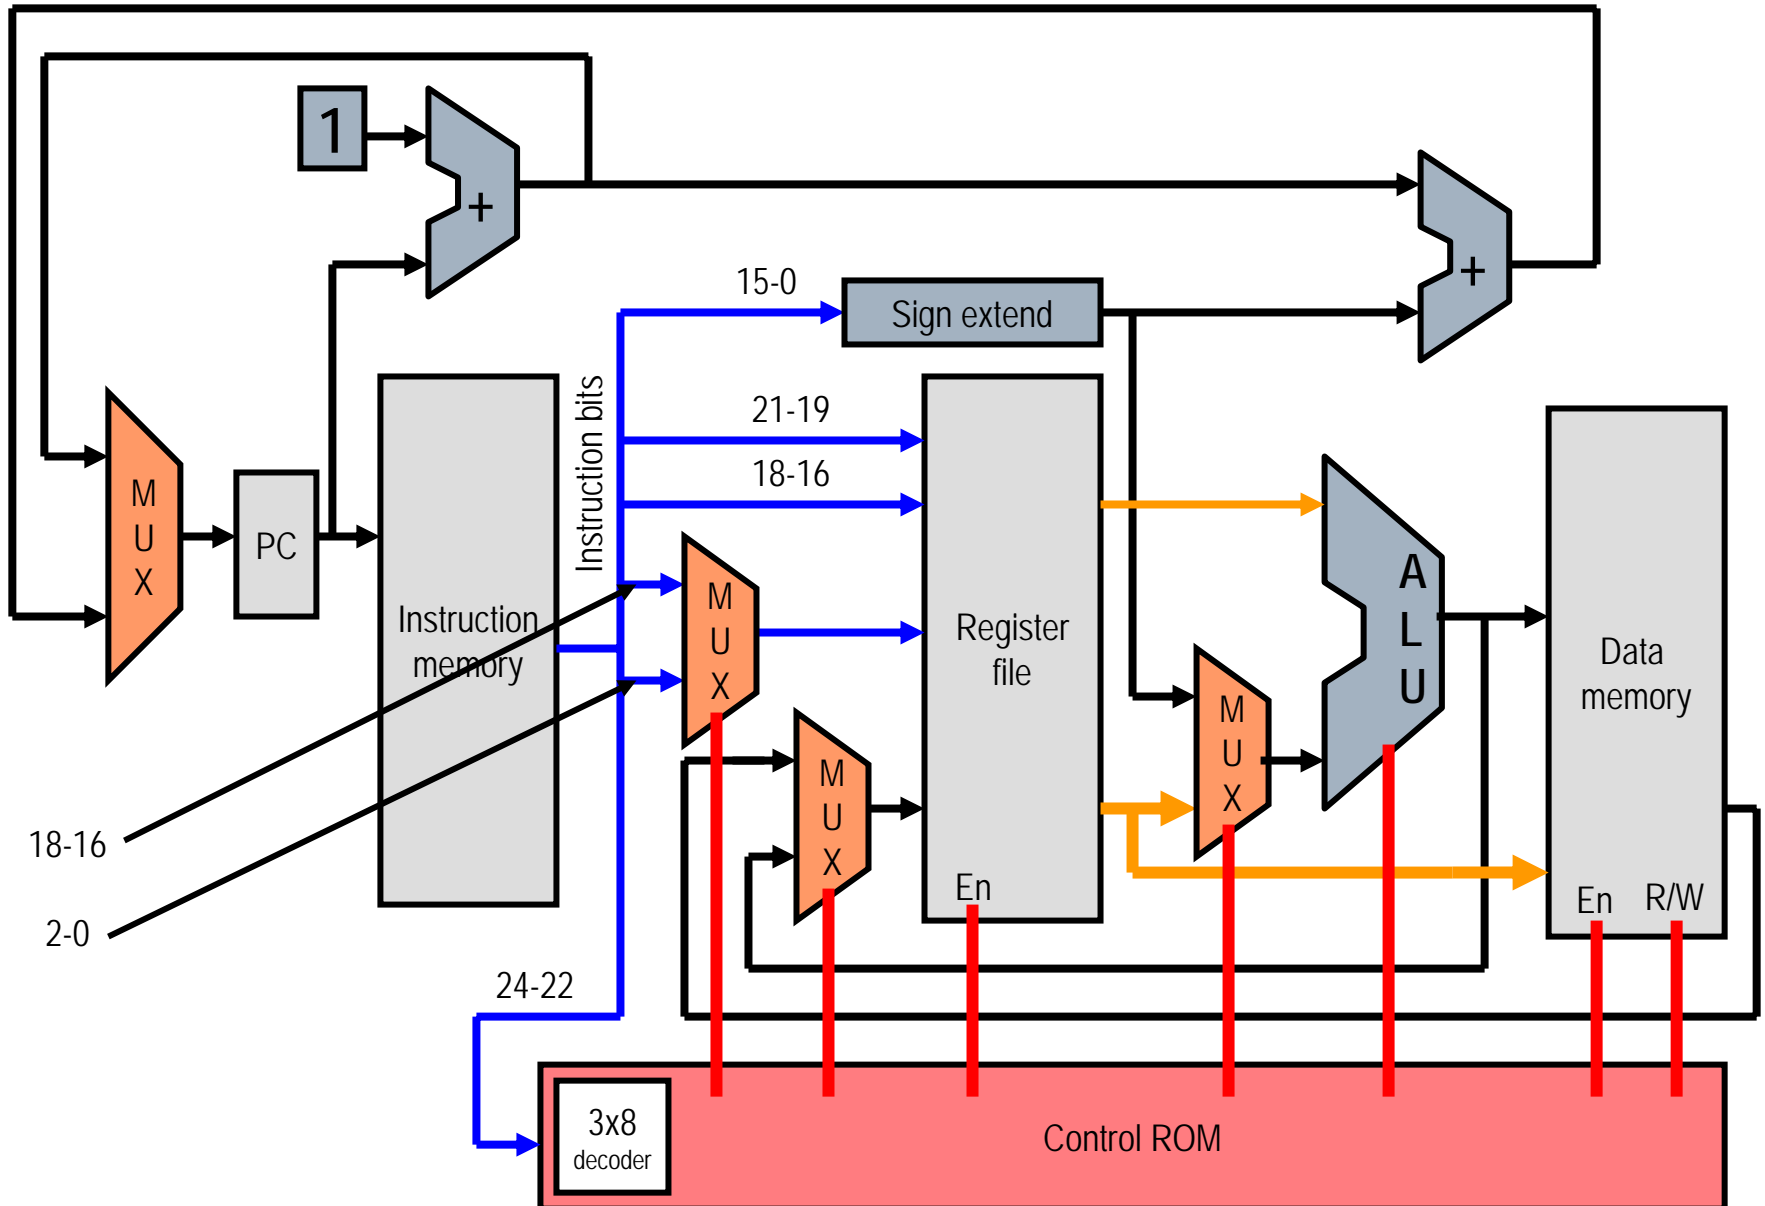 1
+
+
15-0
Sign extend
Instruction bits
21-19
18-16
M
U
X
PC
Instruction
memory
M
U
X
Register
file
A
L
U
Data
memory
M
U
X
M
U
X
18-16
2-0
En
En
R/W
24-22
3x8
decoder
Control ROM